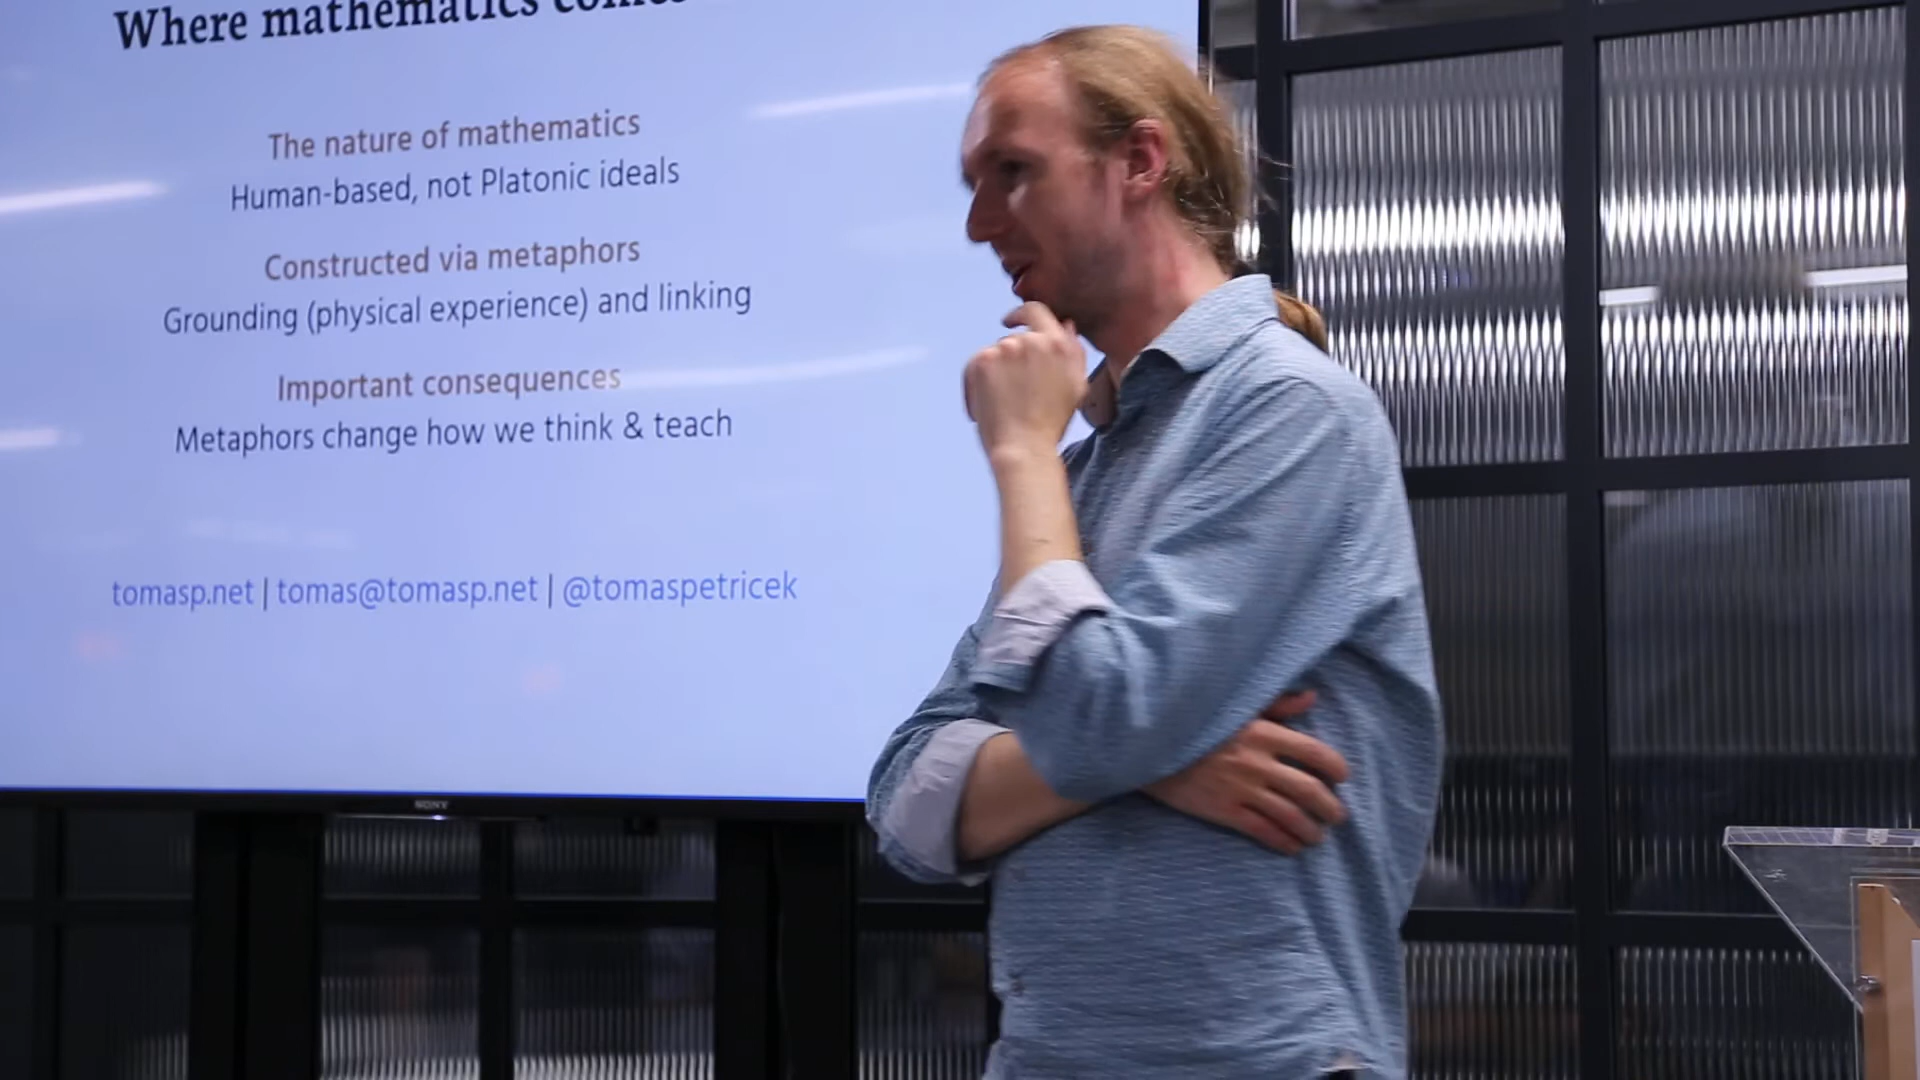 Where mathematics comes
The nature of mathematics
Human-based, not Platonic ideals
Constructed via metaphors
Grounding (physical experience) and linking
Important consequences
Metaphors change how we think & teach
tomasp.net | tomas@tomasp.net | @tomaspetricek
SONY